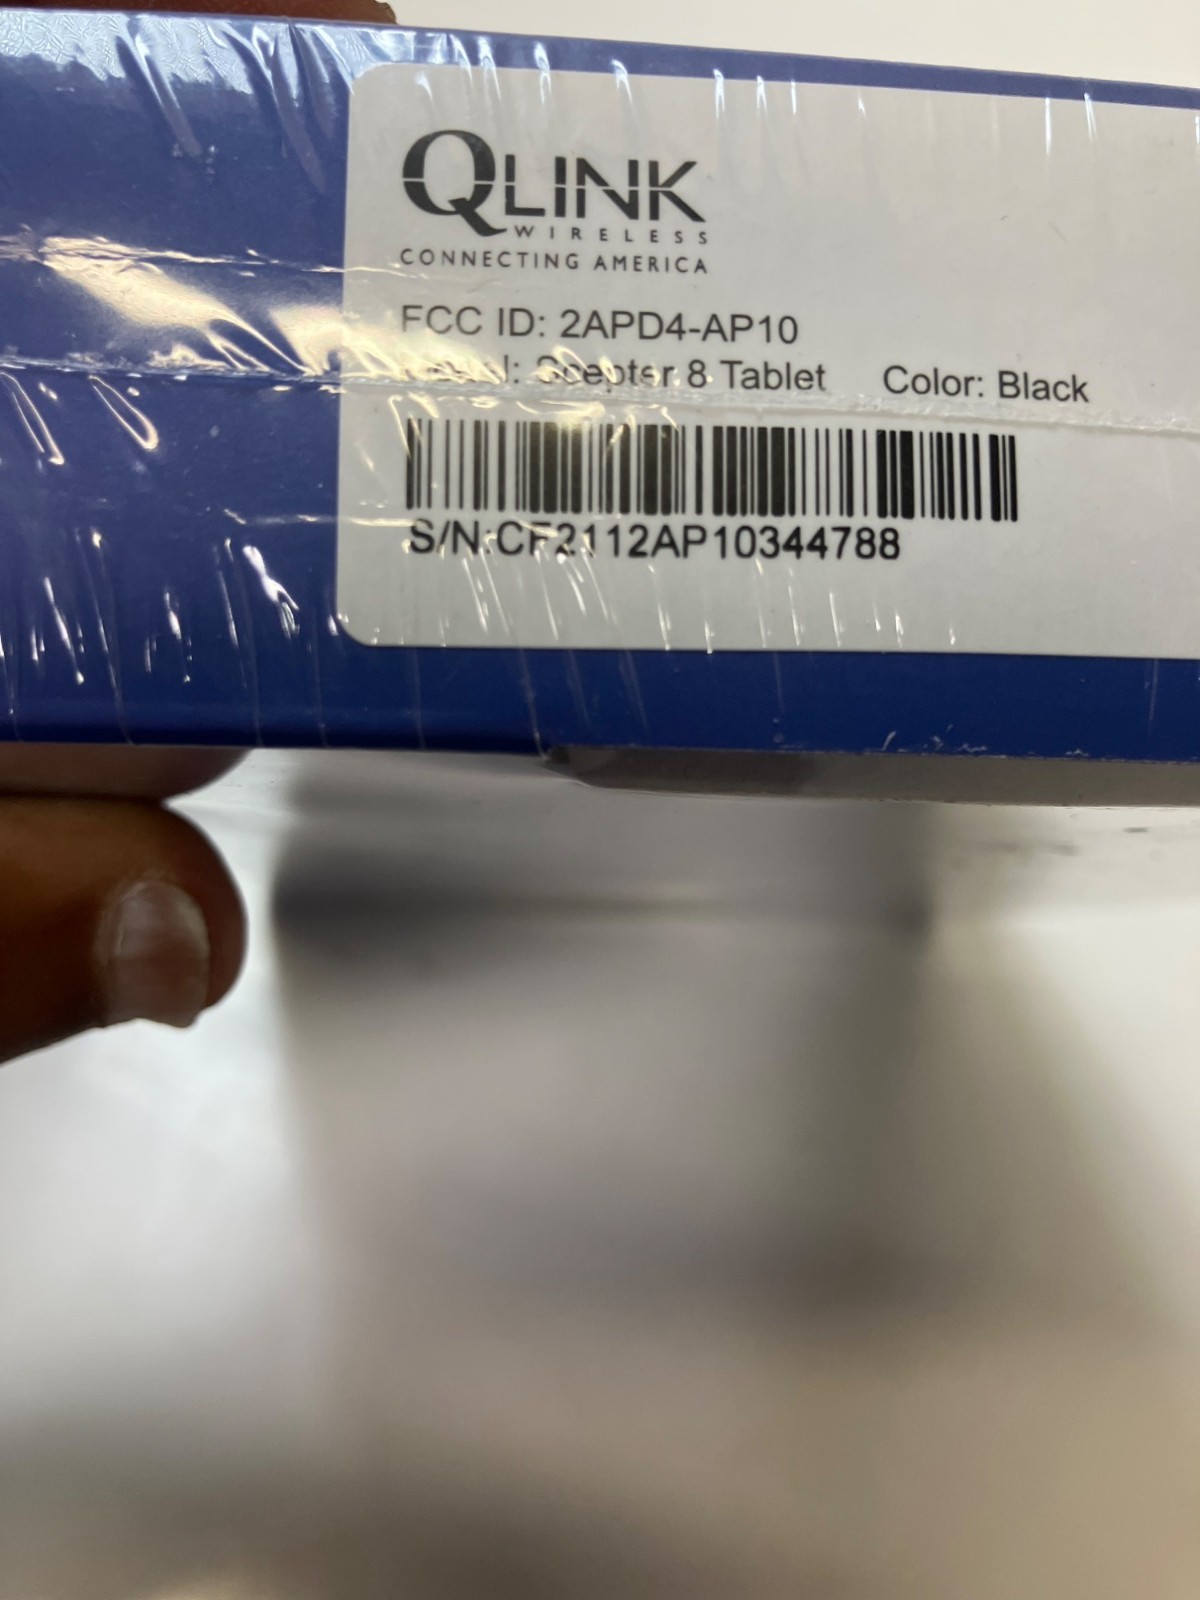 QLINK
WIRELESS
CONNECTING AMERICA
FCC ID: 2APD4-AP10
Scepter 8 Tablet Color: Black
S/N:CF2112AP10344788